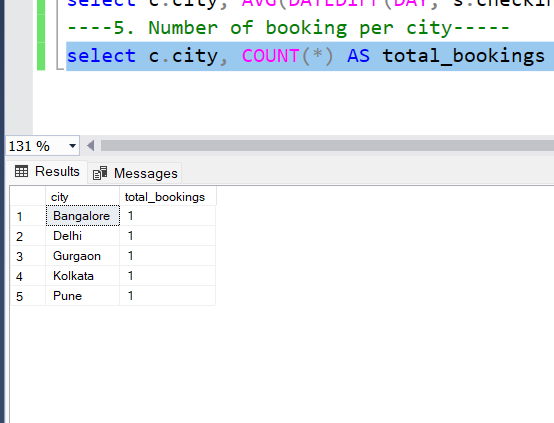 select c.city, AVG(DATEDIFF(DAY, s.checkin
----5. Number of booking per city-----
select c.city, COUNT(*) AS total_bookings
131 %
Results Messages
city total_bookings
1 Bangalore 1
2 Delhi 1
3 Gurgaon 1
4 Kolkata 1
5 Pune 1